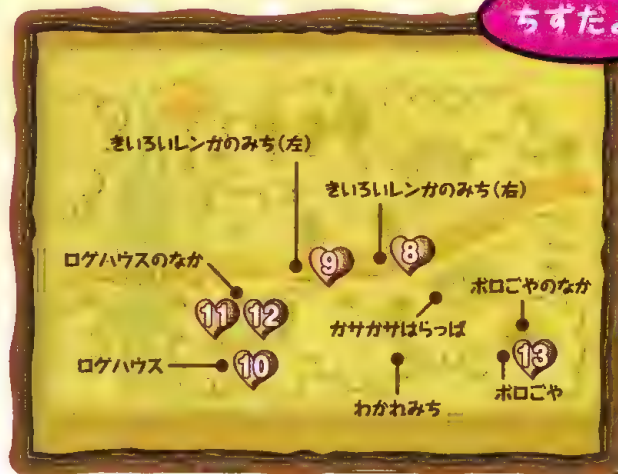 ちずだ
きいろいレンガのみち(左)
きいろいレンガのみち(右)
9
8
ログハウスのなか
ボロごやのなか
11
12
カサカサはらっぱ
ログハウス
10
13
わかれみち
ボロごや